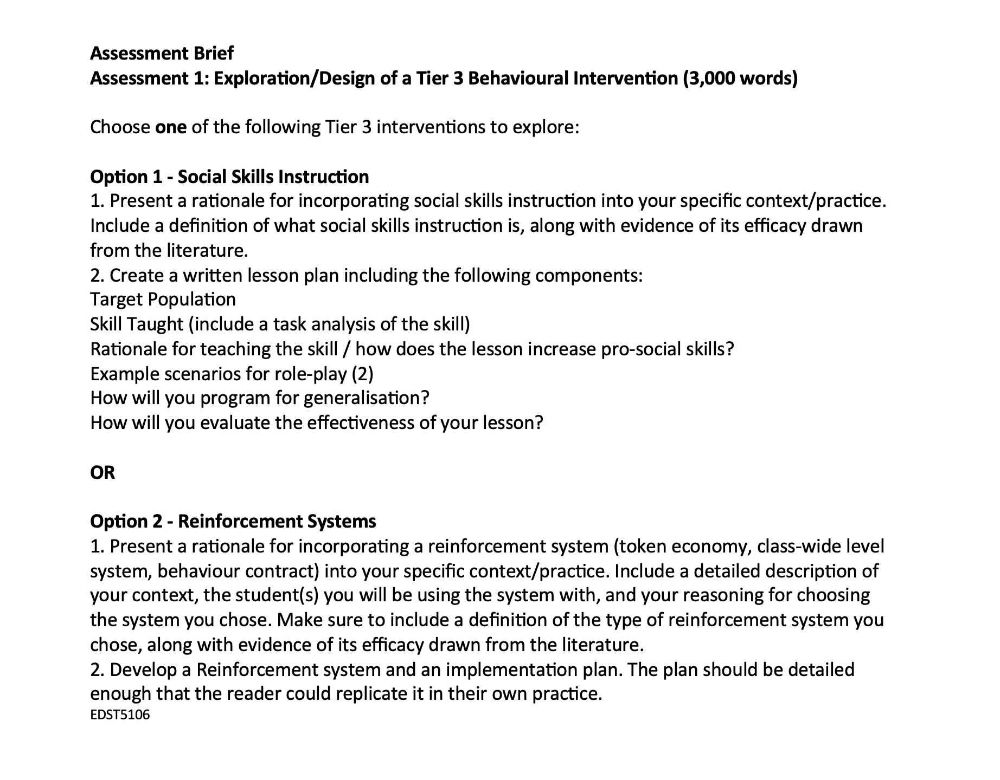 Assessment Brief
Assessment 1: Exploration/Design of a Tier 3 Behavioural Intervention (3,000 words)
Choose one of the following Tier 3 interventions to explore:
Option 1 - Social Skills Instruction
1. Present a rationale for incorporating social skills instruction into your specific context/practice.
Include a definition of what social skills instruction is, along with evidence of its efficacy drawn
from the literature.
2. Create a written lesson plan including the following components:
Target Population
Skill Taught (include a task analysis of the skill)
Rationale for teaching the skill / how does the lesson increase pro-social skills?
Example scenarios for role-play (2)
How will you program for generalisation?
How will you evaluate the effectiveness of your lesson?
OR
Option 2 - Reinforcement Systems
1. Present a rationale for incorporating a reinforcement system (token economy, class-wide level
system, behaviour contract) into your specific context/practice. Include a detailed description of
your context, the student(s) you will be using the system with, and your reasoning for choosing
the system you chose. Make sure to include a definition of the type of reinforcement system you
chose, along with evidence of its efficacy drawn from the literature.
2. Develop a Reinforcement system and an implementation plan. The plan should be detailed
enough that the reader could replicate it in their own practice.
EDST5106